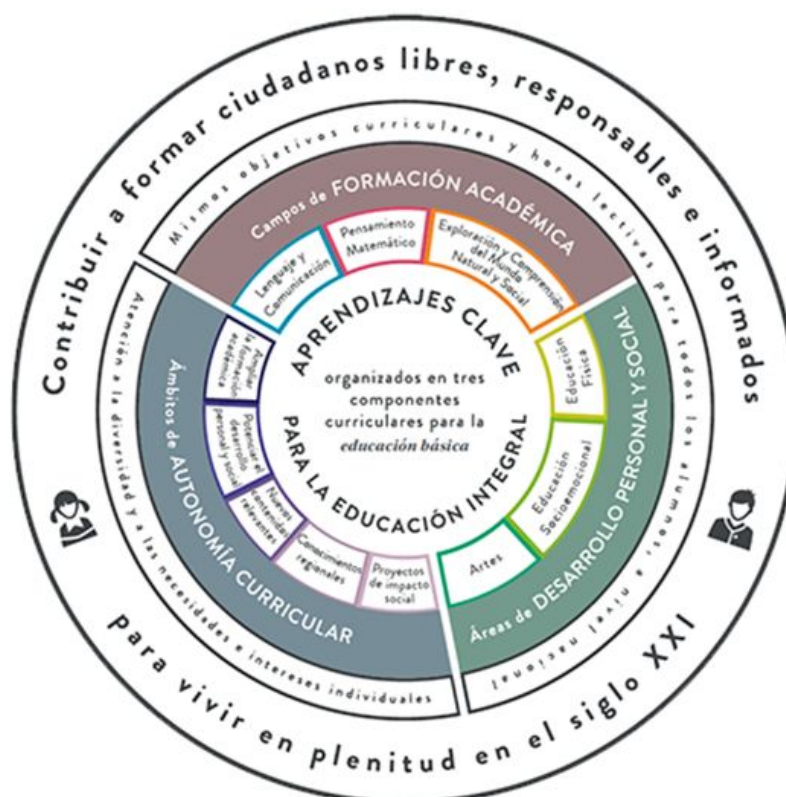 Contribuir a formar ciudadanos libres, responsables e informados
para vivir en plenitud en el siglo XXI
Mismos objetivos curriculares y horas lectivas para todos los alumnos, a nivel nacional
Atención a la diversidad y a las necesidades e intereses individuales
Campos de FORMACIÓN ACADÉMICA
Lenguaje y
Comunicación
Pensamiento
Matemático
Exploración y Comprensión
del Mundo
Natural y Social
Áreas de DESARROLLO PERSONAL Y SOCIAL
Educación
Física
Educación
Socioemocional
Artes
Ámbitos de AUTONOMÍA CURRICULAR
Ampliar
la formación
académica
Potenciar el
desarrollo
personal y social
Nuevos
contenidos
relevantes
Conocimientos
regionales
Proyectos
de impacto
social
APRENDIZAJES CLAVE
organizados en tres
componentes
curriculares para la
educación básica
PARA LA EDUCACIÓN INTEGRAL